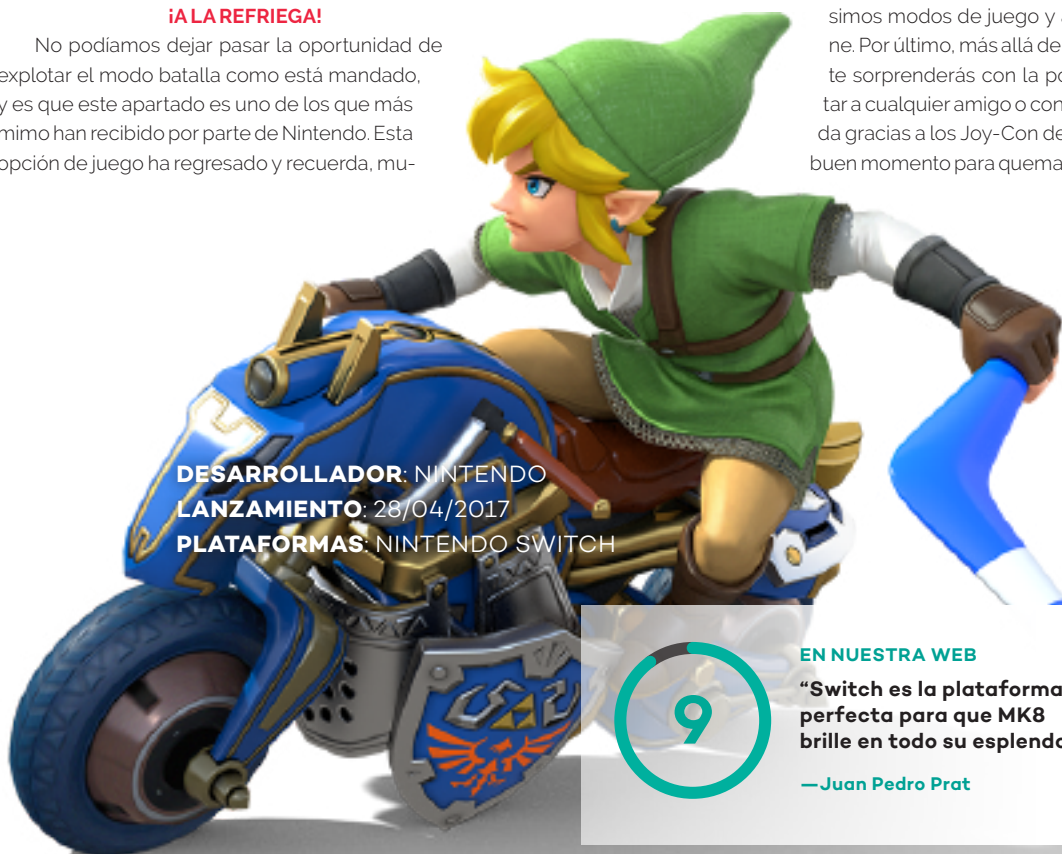 ¡A LA REFRIEGA!
No podíamos dejar pasar la oportunidad de
explotar el modo batalla como está mandado,
y es que este apartado es uno de los que más
mimo han recibido por parte de Nintendo. Esta
opción de juego ha regresado y recuerda, mu-
simos modos de juego y
ne. Por último, más allá de
te sorprenderás con la
tar a cualquier amigo o con
da gracias a los Joy-Con de
buen momento para quema
DESARROLLADOR: NINTENDO
LANZAMIENTO: 28/04/2017
PLATAFORMAS: NINTENDO SWITCH
9
EN NUESTRA WEB
“Switch es la plataforma
perfecta para que MK8
brille en todo su esplendo
—Juan Pedro Prat